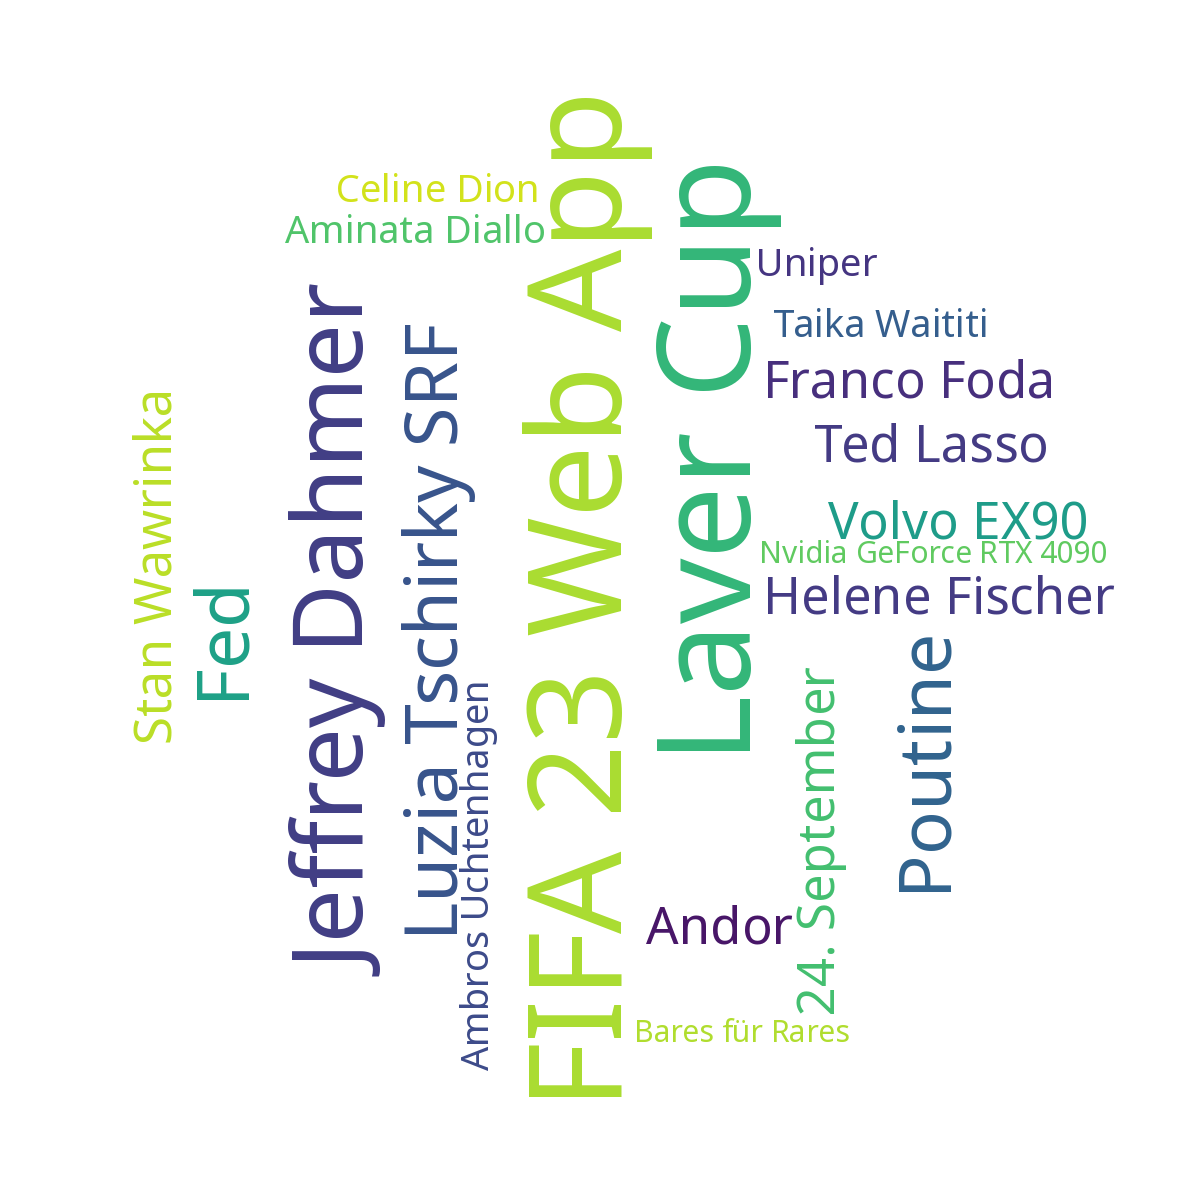 Celine Dion
Aminata Diallo
Stan Wawrinka
Fed
Jeffrey Dahmer
Luzia Tschirky SRF
Ambros Uchtenhagen
FIFA 23 Web App
Laver Cup
Uniper
Taika Waititi
Franco Foda
Ted Lasso
Volvo EX90
Nvidia GeForce RTX 4090
Helene Fischer
Poutine
24. September
Andor
Bares für Rares